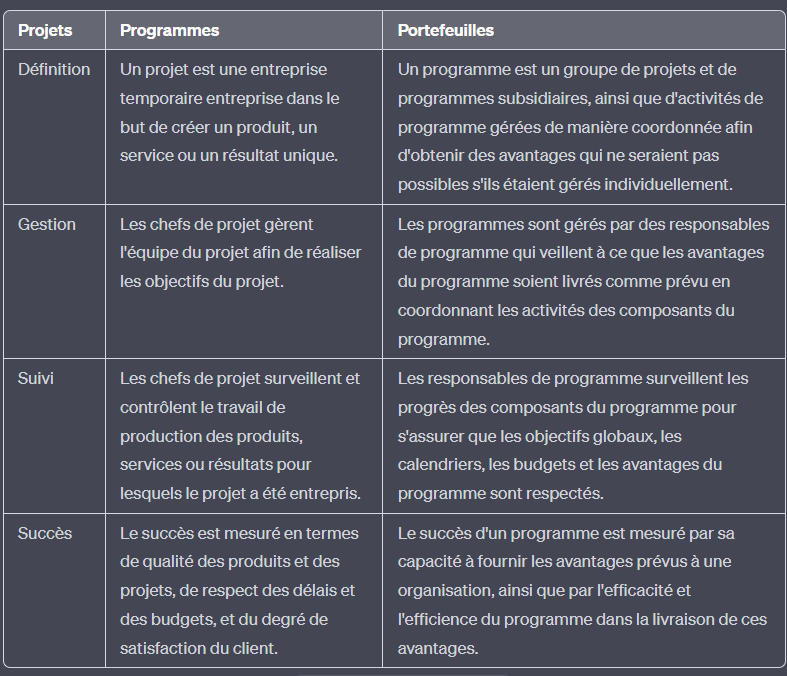 Projets Programmes Portefeuilles
Définition
Un projet est une entreprise
temporaire entreprise dans le
but de créer un produit, un
service ou un résultat unique.
Un programme est un groupe de projets et de
programmes subsidiaires, ainsi que d'activités de
programme gérées de manière coordonnée afin
d'obtenir des avantages qui ne seraient pas
possibles s'ils étaient gérés individuellement.
Gestion
Les chefs de projet gèrent
l'équipe du projet afin de réaliser
les objectifs du projet.
Les programmes sont gérés par des responsables
de programme qui veillent à ce que les avantages
du programme soient livrés comme prévu en
coordonnant les activités des composants du
programme.
Suivi
Les chefs de projet surveillent et
contrôlent le travail de
production des produits,
services ou résultats pour
lesquels le projet a été entrepris.
Les responsables de programme surveillent les
progrès des composants du programme pour
s'assurer que les objectifs globaux, les
calendriers, les budgets et les avantages du
programme sont respectés.
Succès
Le succès est mesuré en termes
de qualité des produits et des
projets, de respect des délais et
des budgets, et du degré de
satisfaction du client.
Le succès d'un programme est mesuré par sa
capacité à fournir les avantages prévus à une
organisation, ainsi que par l'efficacité et
l'efficience du programme dans la livraison de ces
avantages.